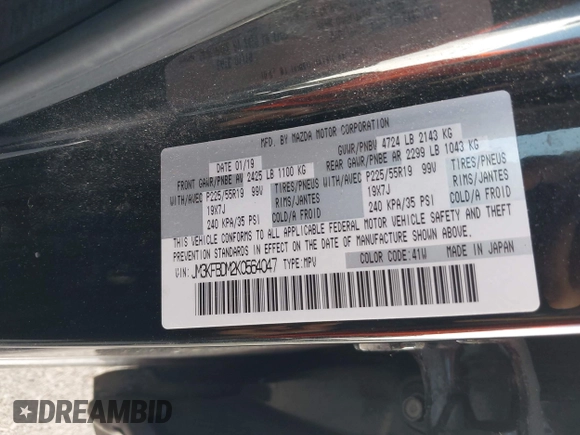 MFD. BY MAZDA MOTOR CORPORATION
DATE 01/19
GVWR/PNBV 4724 LB 2143 KG
FRONT GAWR/PNBE AV 2425 LB 1100 KG
REAR GAWR/PNBE AR 2299 LB 1043 KG
WITH/AVEC P225/55R19 99V TIRES/PNEUS
WITH/AVEC P225/55R19 99V TIRES/PNEUS
19X7J RIMS/JANTES
19X7J RIMS/JANTES
240 KPA/35 PSI COLD/A FROID
240 KPA/35 PSI COLD/A FROID
THIS VEHICLE CONFORMS TO ALL APPLICABLE FEDERAL MOTOR VEHICLE SAFETY AND THEFT
PREVENTION STANDARDS IN EFFECT ON THE DATE OF MANUFACTURE SHOWN ABOVE.
VIN: JM3KFBDM2K0564047 TYPE: MPV
COLOR CODE: 41W MADE IN JAPAN
DREAMBID